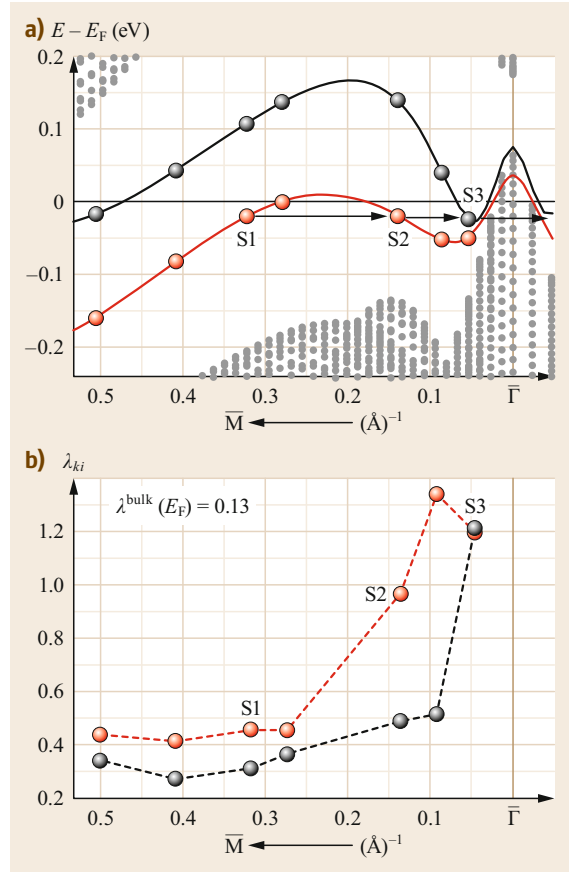 a) E – E_F (eV)
0.2
0.1
0
–0.1
–0.2
S1
S2
S3
0.5 0.4 0.3 0.2 0.1 Γ̅
M̅ (Å)⁻¹
b) λ_ki
λ^bulk (E_F) = 0.13
1.2
1.0
0.8
0.6
0.4
0.2
S1
S2
S3
0.5 0.4 0.3 0.2 0.1 Γ̅
M̅ (Å)⁻¹